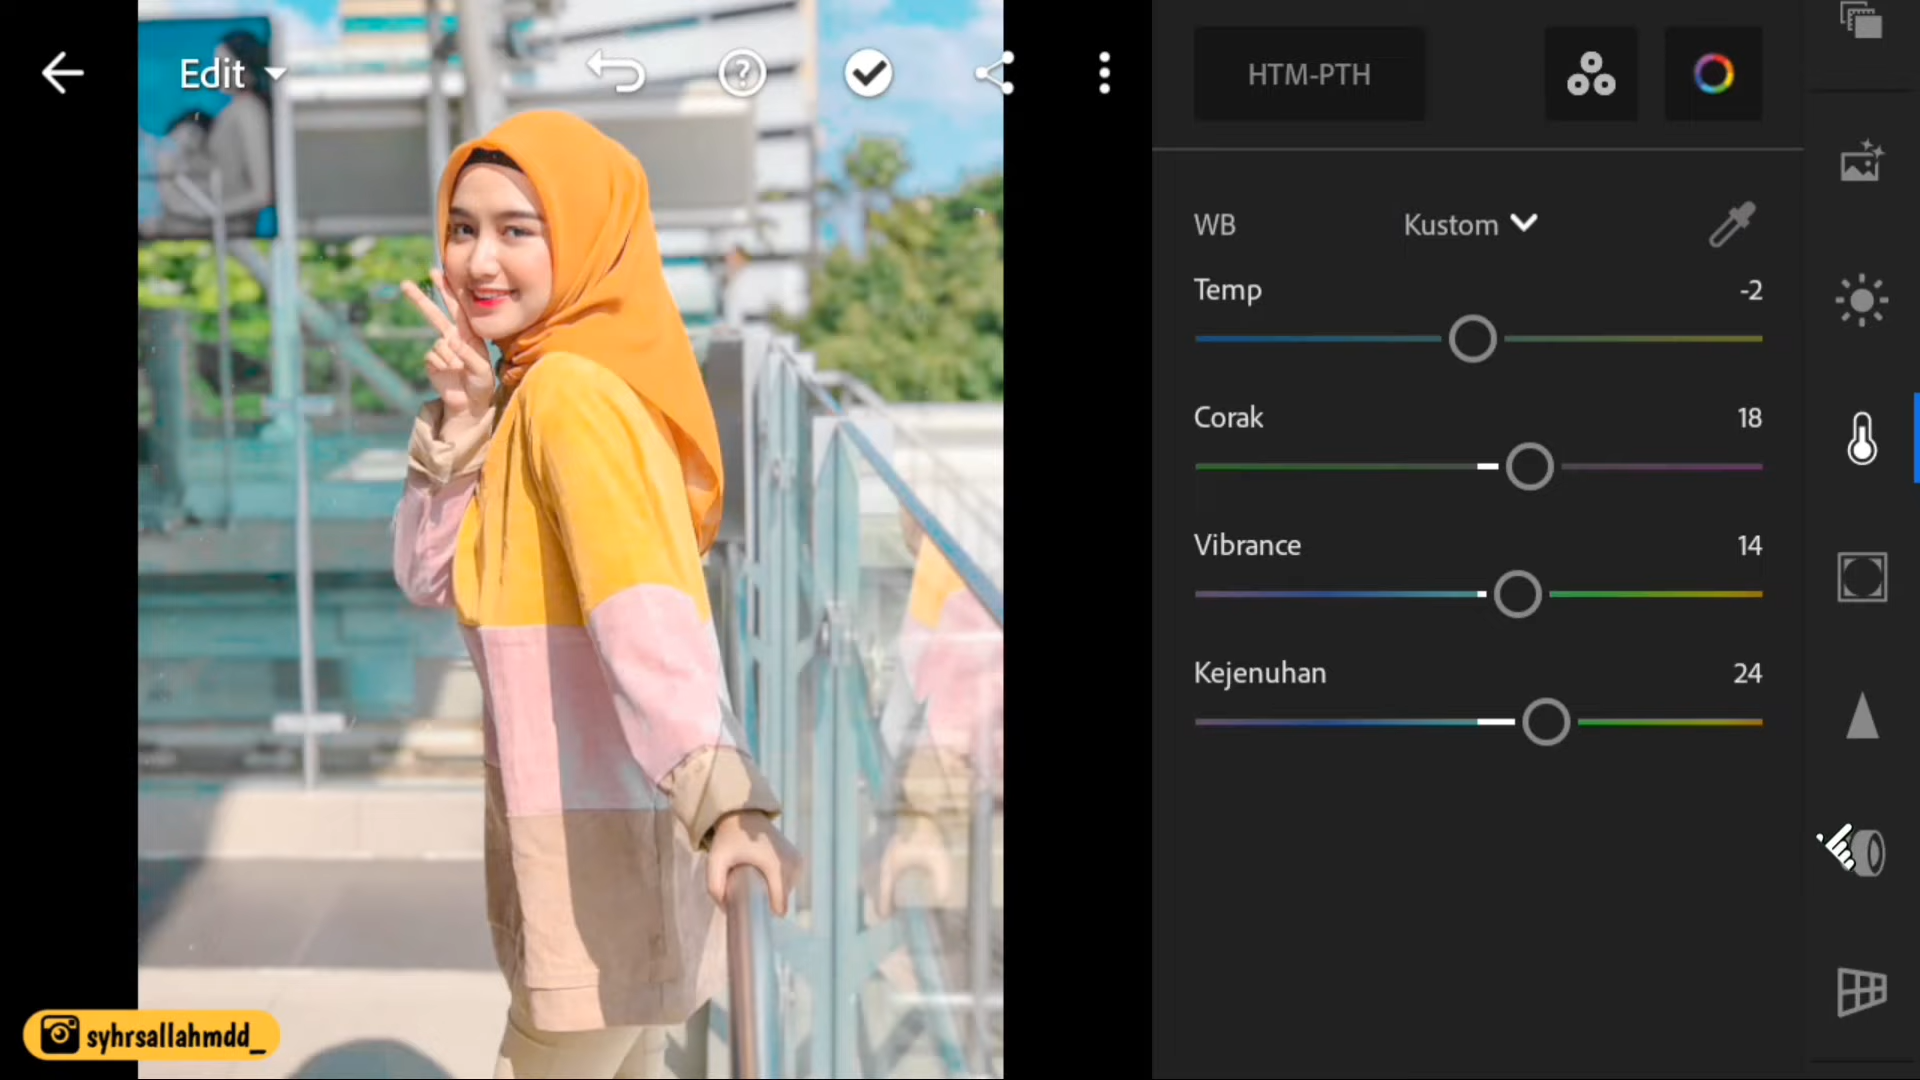 Edit
HTM-PTH
WB Kustom
Temp -2
Corak 18
Vibrance 14
Kejenuhan 24
syhrsallahmdd_